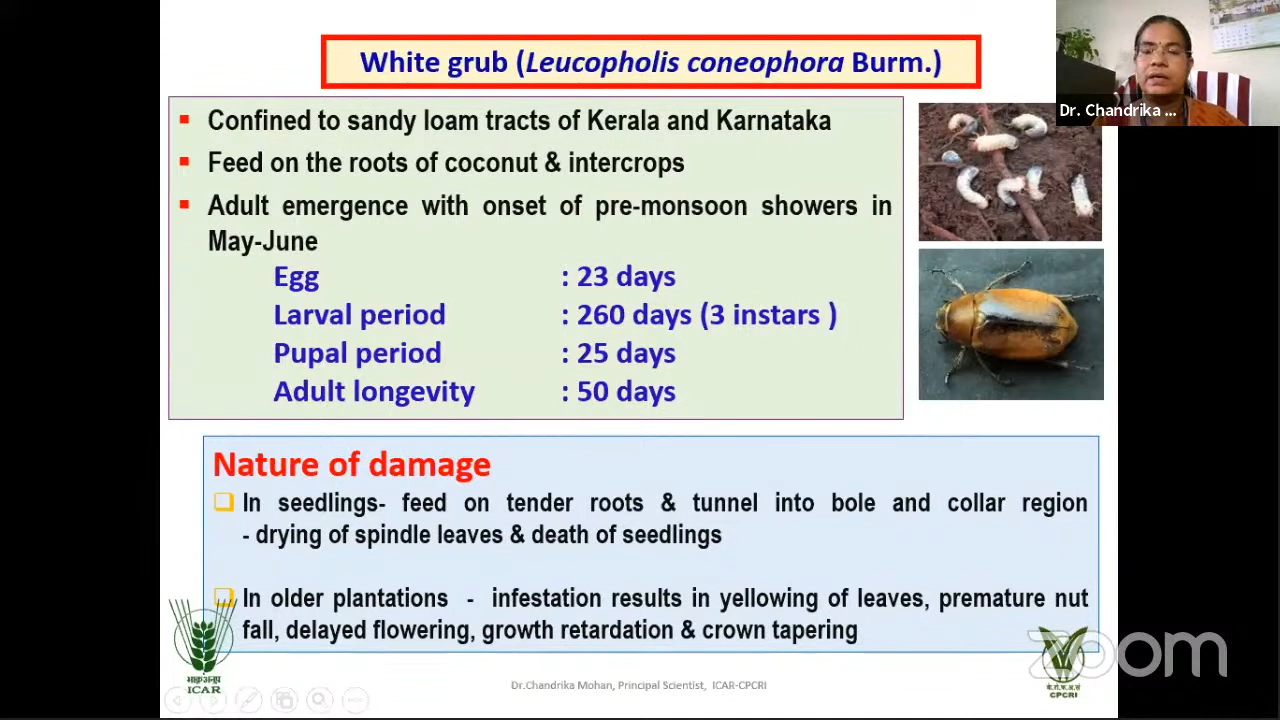 White grub (Leucopholis coneophora Burm.)
Dr. Chandrika ...
Confined to sandy loam tracts of Kerala and Karnataka
Feed on the roots of coconut & intercrops
Adult emergence with onset of pre-monsoon showers in
May-June
Egg : 23 days
Larval period : 260 days (3 instars )
Pupal period : 25 days
Adult longevity : 50 days
Nature of damage
In seedlings- feed on tender roots & tunnel into bole and collar region
- drying of spindle leaves & death of seedlings
In older plantations - infestation results in yellowing of leaves, premature nut
fall, delayed flowering, growth retardation & crown tapering
zoom
भाकृअनुप
ICAR
Dr.Chandrika Mohan, Principal Scientist, ICAR-CPCRI
CPCRI